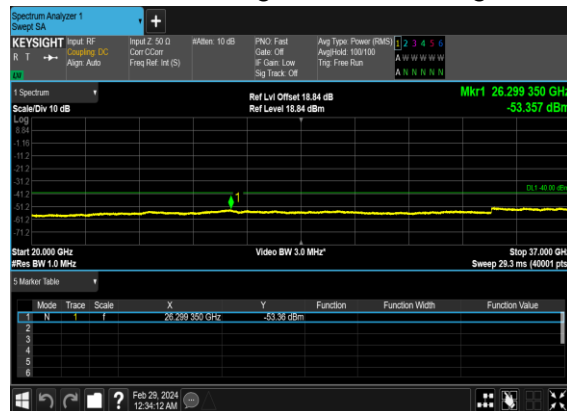 Spectrum Analyzer 1
Swept SA
+
KEYSIGHT Input: RF Input Z: 50 Ω #Atten: 10 dB PNO: Fast Avg Type: Power (RMS) 1 2 3 4 5 6
R T Coupling: DC Corr CCorr Gate: Off Avg|Hold: 100/100 A W W W W W
Align: Auto Freq Ref: Int (S) IF Gain: Low Trig: Free Run
Sig Track: Off A N N N N N
1 Spectrum Ref Lvl Offset 18.84 dB Mkr1 26.299 350 GHz
Scale/Div 10 dB Ref Level 18.84 dBm -53.357 dBm
Log
8.84
-1.16
-11.2
-21.2
-31.2
-41.2 DL1 -40.00 dBm
1
-51.2
-61.2
-71.2
Start 20.000 GHz Video BW 3.0 MHz* Stop 37.000 GHz
#Res BW 1.0 MHz Sweep 29.3 ms (40001 pts)
5 Marker Table
Mode Trace Scale X Y Function Function Width Function Value
1 N 1 f 26.299 350 GHz -53.36 dBm
2
3
4
5
6
? Feb 29, 2024
12:34:12 AM